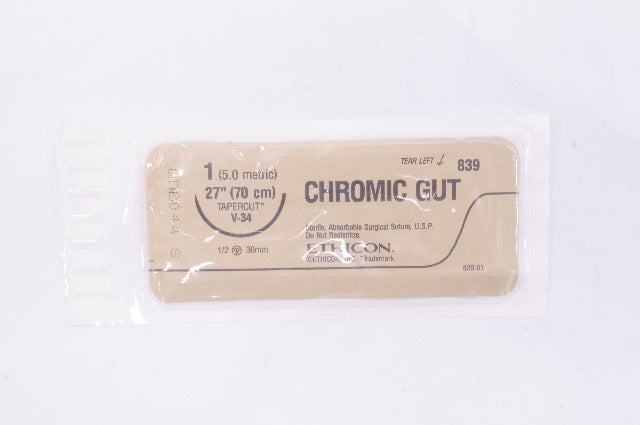 TEAR LEFT
839
1 (5.0 metric)
27" (70 cm)
TAPERCUT*
V-34
1/2 36mm
CHROMIC GUT
Sterile, Absorbable Surgical Suture, U.S.P.
Do Not Resterilize.
ETHICON.
©ETHICON, INC. *Trademark
839.01